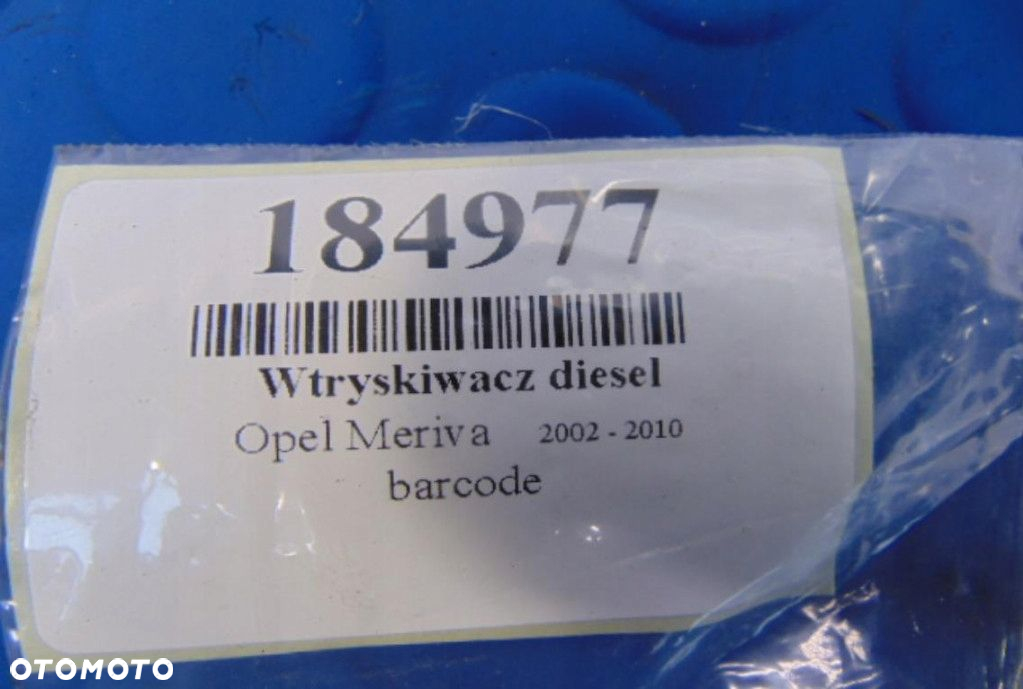 184977
Wtryskiwacz diesel
Opel Meriva 2002 - 2010
barcode
OTOMOTO